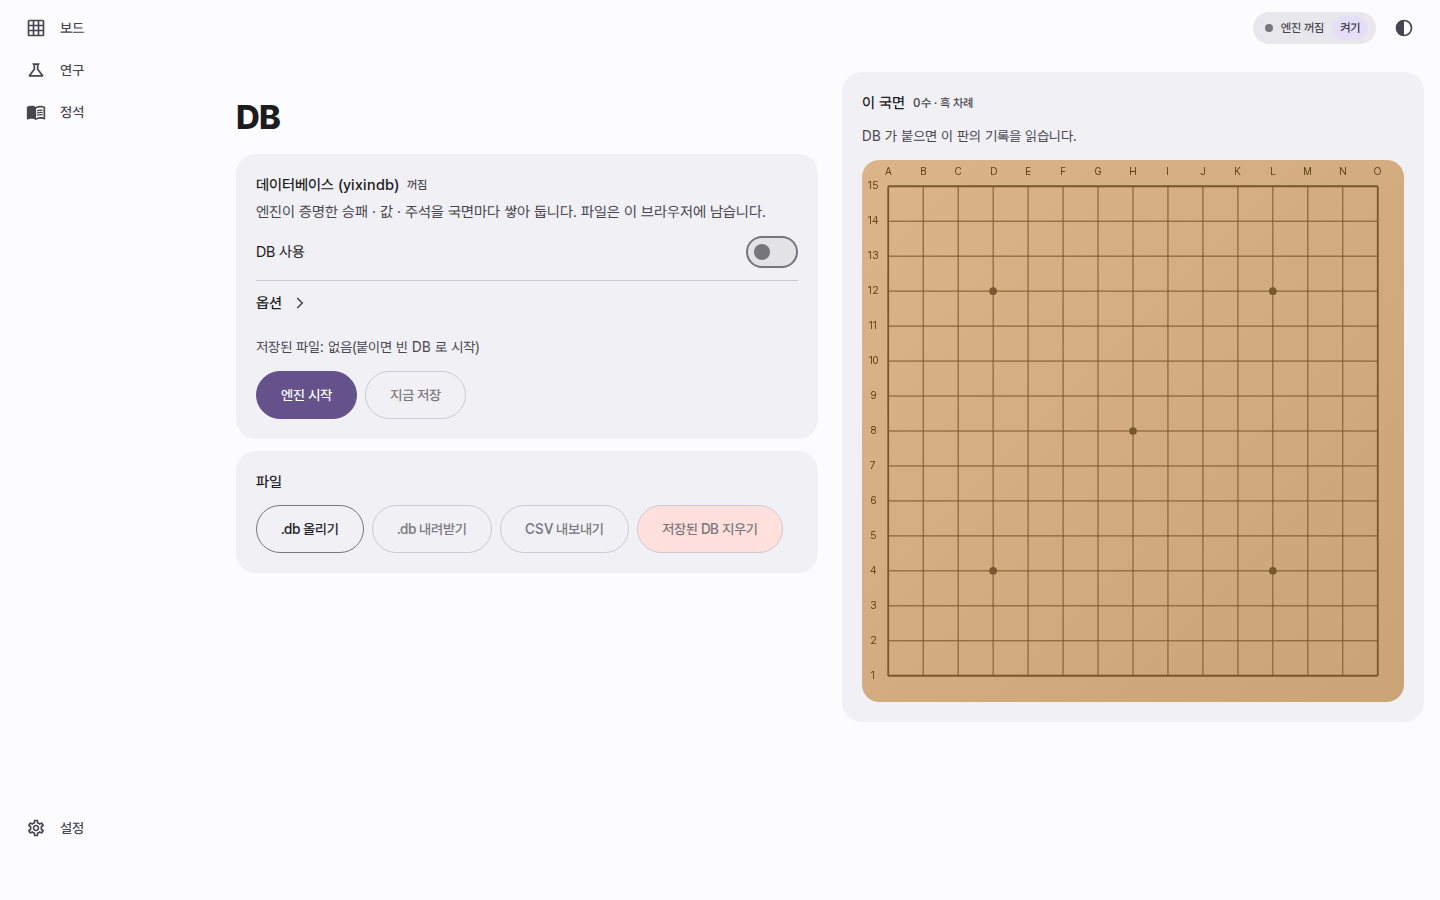 보드
연구
정석
설정
엔진 꺼짐 켜기
DB
데이터베이스 (yixindb) 꺼짐
엔진이 증명한 승패 · 값 · 주석을 국면마다 쌓아 둡니다. 파일은 이 브라우저에 남습니다.
DB 사용
옵션
저장된 파일: 없음(붙이면 빈 DB 로 시작)
엔진 시작 지금 저장
파일
.db 올리기 .db 내려받기 CSV 내보내기 저장된 DB 지우기
이 국면 0수 · 흑 차례
DB 가 붙으면 이 판의 기록을 읽습니다.
A B C D E F G H I J K L M N O
15
14
13
12
11
10
9
8
7
6
5
4
3
2
1